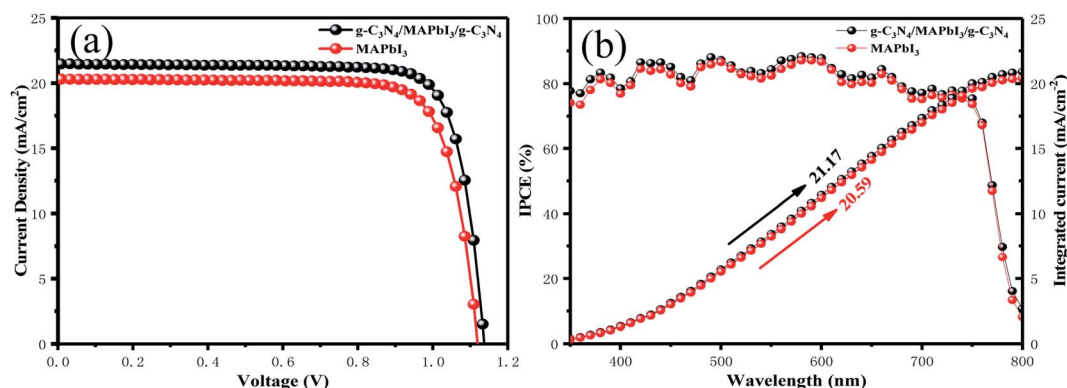 (a)
g-C₃N₄/MAPbI₃/g-C₃N₄
MAPbI₃
Current Density (mA/cm²)
25
20
15
10
5
0
0.0 0.2 0.4 0.6 0.8 1.0 1.2
Voltage (V)
(b)
g-C₃N₄/MAPbI₃/g-C₃N₄
MAPbI₃
IPCE (%)
100
80
60
40
20
0
21.17
20.59
400 500 600 700 800
Wavelength (nm)
25
20
15
10
5
0
Integrated current (mA/cm⁻²)